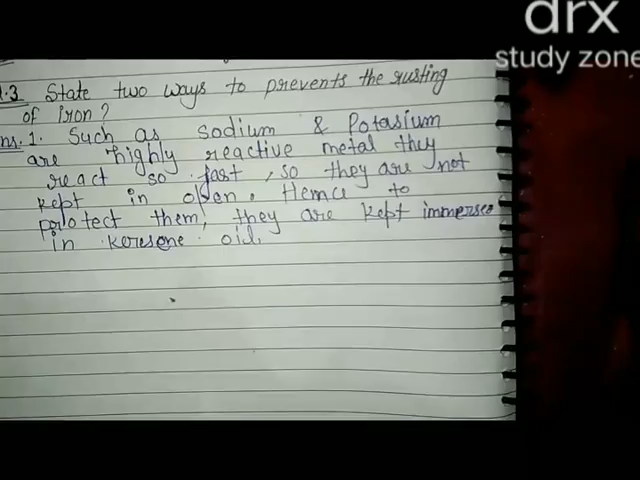 drx
study zone
Q.3 State two ways to prevents the rusting
of iron?
Ans. 1. Such as sodium & Potasium
are highly reactive metal they
react so fast, so they are not
kept in open. Hence to
protect them, they are kept immerse
in keresene oil.